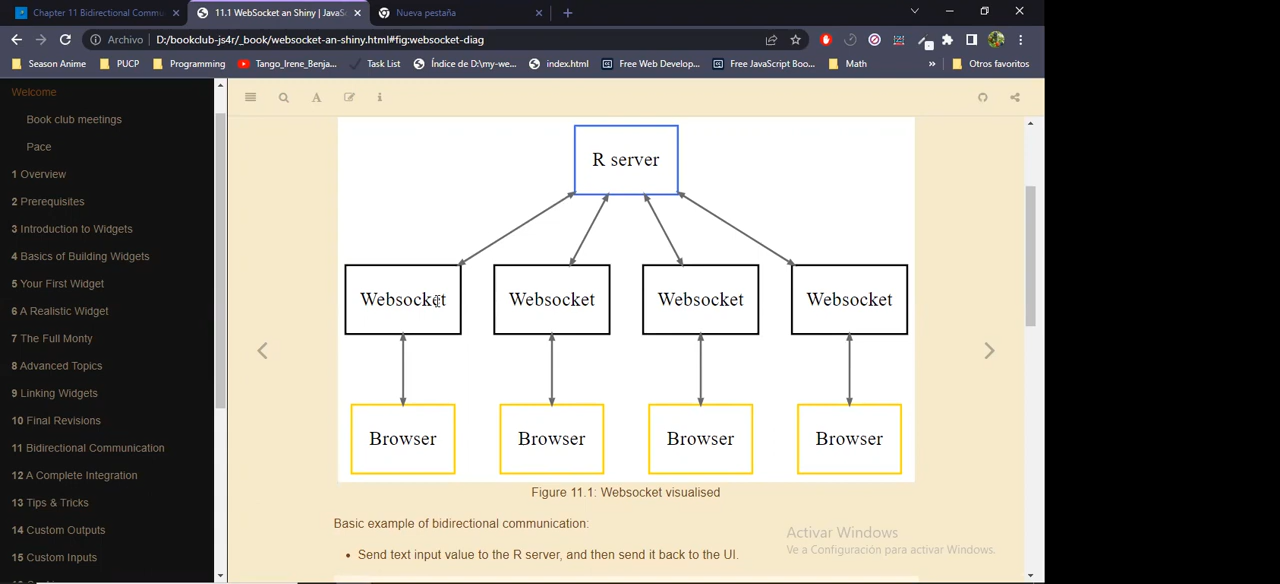 Chapter 11 Bidirectional Commu
11.1 WebSocket an Shiny | JavaSc
Nueva pestaña
Archivo
D:/bookclub-js4r/_book/websocket-an-shiny.html#fig:websocket-diag
Season Anime
PUCP
Programming
Tango_Irene_Benja...
Task List
Índice de D:\my-we...
index.html
Free Web Develop...
Free JavaScript Boo...
Math
»
Otros favoritos
Welcome
Book club meetings
Pace
1 Overview
2 Prerequisites
3 Introduction to Widgets
4 Basics of Building Widgets
5 Your First Widget
6 A Realistic Widget
7 The Full Monty
8 Advanced Topics
9 Linking Widgets
10 Final Revisions
11 Bidirectional Communication
12 A Complete Integration
13 Tips & Tricks
14 Custom Outputs
15 Custom Inputs
R server
Websocket Websocket Websocket Websocket
Browser Browser Browser Browser
Figure 11.1: Websocket visualised
Basic example of bidirectional communication:
• Send text input value to the R server, and then send it back to the UI.
Activar Windows
Ve a Configuración para activar Windows.